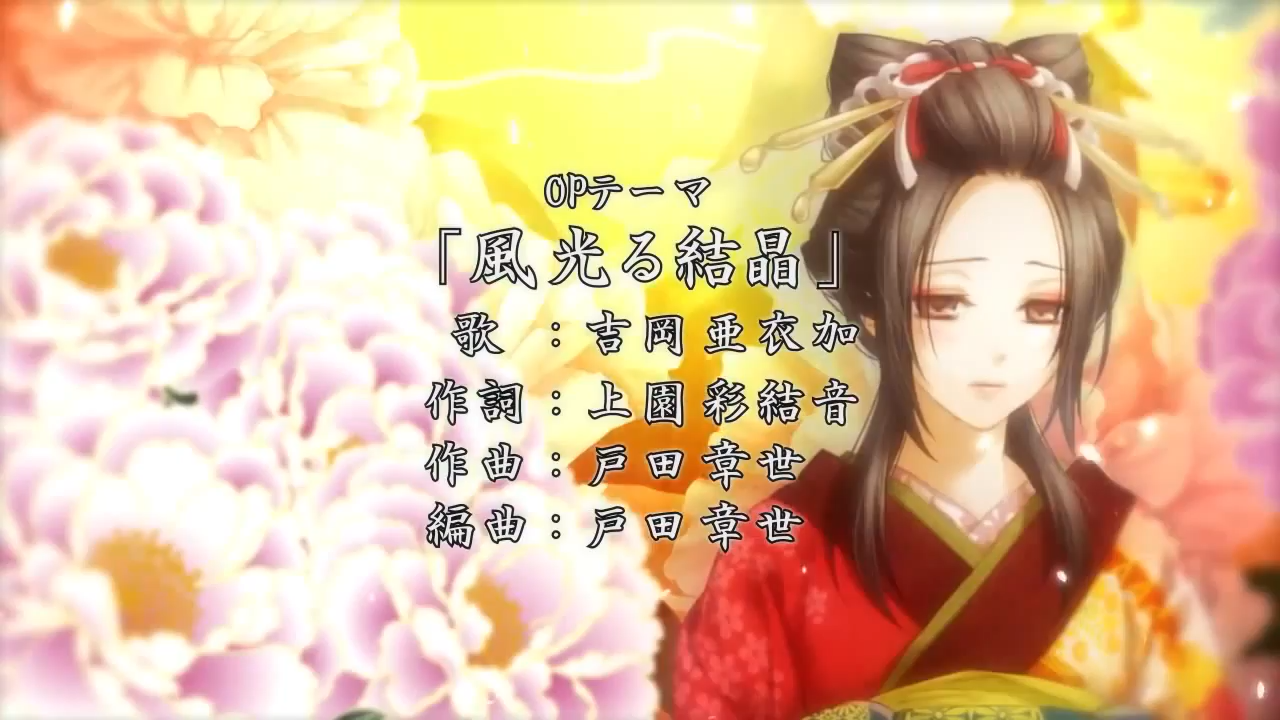 OPテーマ
「風光る結晶」
歌 ： 吉岡亜衣加
作詞 ： 上園彩結音
作曲 ： 戸田章世
編曲 ： 戸田章世